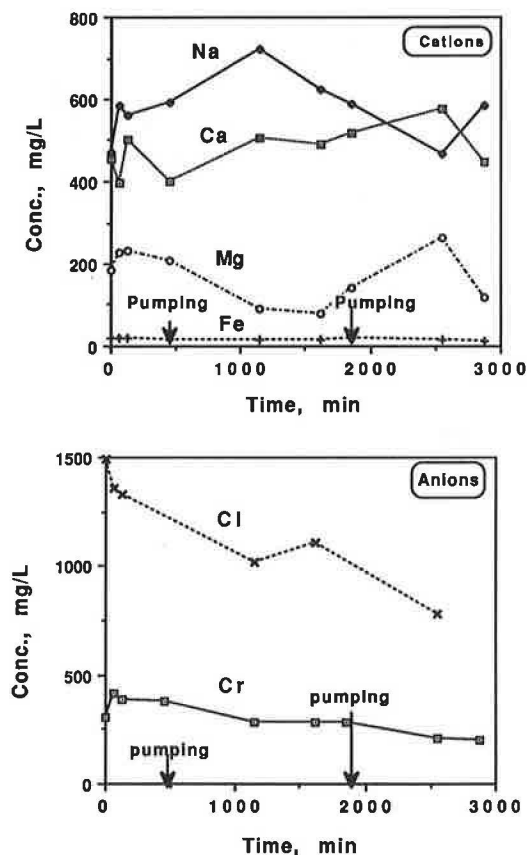 800
Na
Cations
600
Ca
Conc., mg/L
400
Mg
200
Pumping
Pumping
Fe
0
0
1000
2000
3000
Time, min
1500
Anions
Cl
1000
Conc., mg/L
500
Cr
pumping
pumping
0
0
1000
2000
3000
Time, min